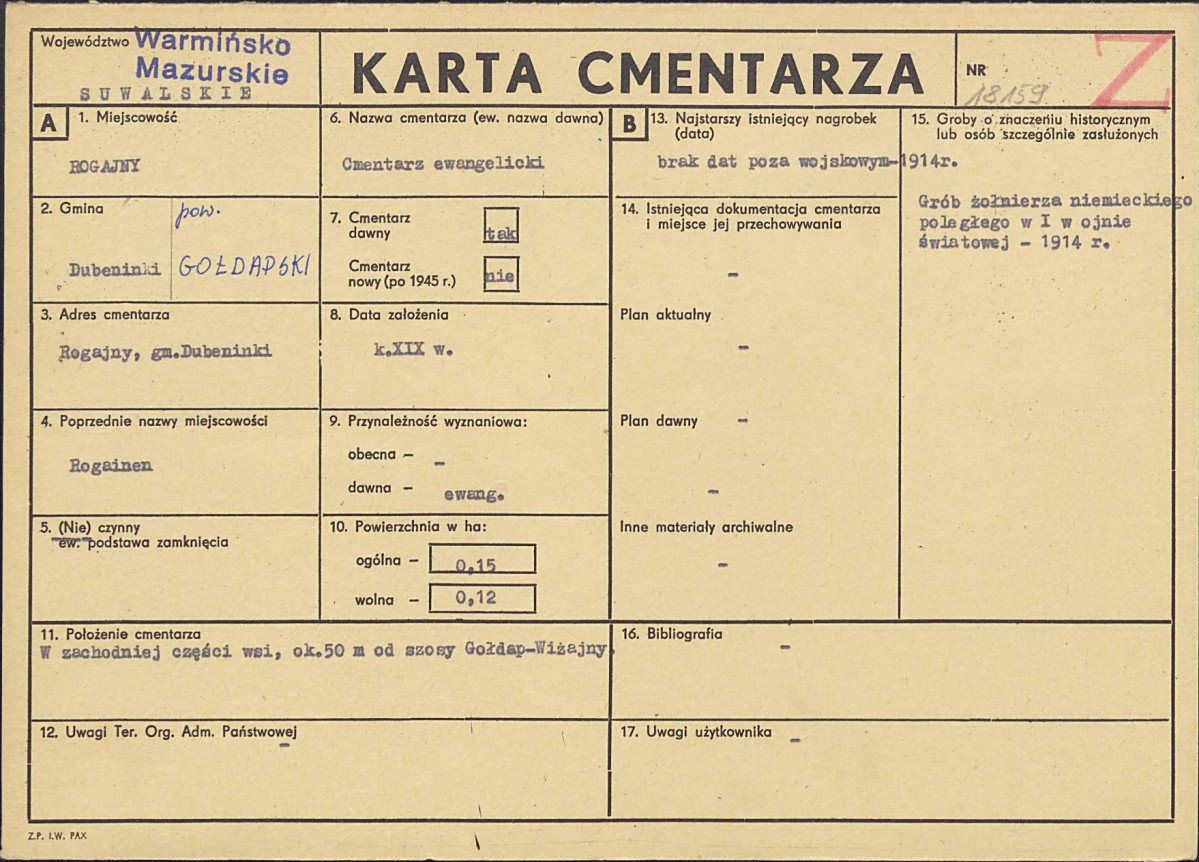 Województwo Warmińsko
Mazurskie
SUWALSKIE
KARTA CMENTARZA
NR
18159
Z
A
1. Miejscowość
ROGAJNY
2. Gmina
pow.
Dubeninki
GOŁDAPSKI
3. Adres cmentarza
Rogajny, gm.Dubeninki
4. Poprzednie nazwy miejscowości
Rogainen
5. (Nie) czynny
ew. podstawa zamknięcia
6. Nazwa cmentarza (ew. nazwa dawna)
Cmentarz ewangelicki
7. Cmentarz
dawny
tak
Cmentarz
nowy (po 1945 r.)
nie
8. Data założenia
k.XIX w.
9. Przynależność wyznaniowa:
obecna – –
dawna – ewang.
10. Powierzchnia w ha:
ogólna – 0,15
wolna – 0,12
11. Położenie cmentarza
W zachodniej części wsi, ok.50 m od szosy Gołdap-Wiżajny.
12. Uwagi Ter. Org. Adm. Państwowej
–
B
13. Najstarszy istniejący nagrobek
(data)
brak dat poza wojskowym-1914r.
14. Istniejąca dokumentacja cmentarza
i miejsce jej przechowywania
–
Plan aktualny
–
Plan dawny –
–
Inne materiały archiwalne
–
15. Groby o znaczeniu historycznym
lub osób szczególnie zasłużonych
Grób żołnierza niemieckiego
poległego w I w ojnie
światowej - 1914 r.
16. Bibliografia
–
17. Uwagi użytkownika –
Z.P. I.W. PAX